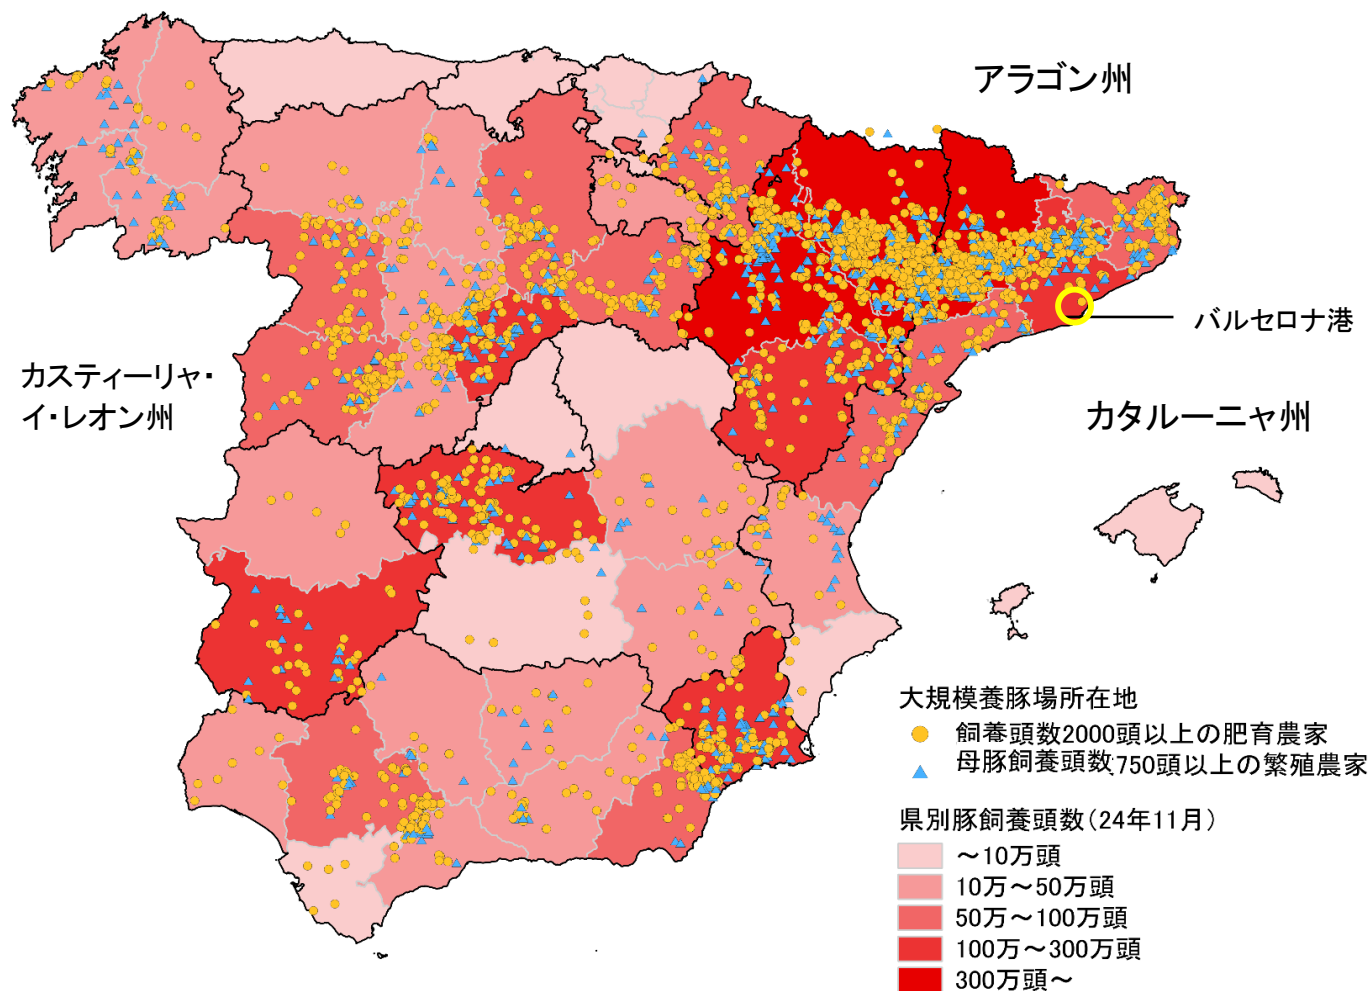 アラゴン州
バルセロナ港
カスティーリャ・
イ・レオン州
カタルーニャ州
大規模養豚場所在地
飼養頭数2000頭以上の肥育農家
母豚飼養頭数750頭以上の繁殖農家
県別豚飼養頭数(24年11月)
～10万頭
10万～50万頭
50万～100万頭
100万～300万頭
300万頭～